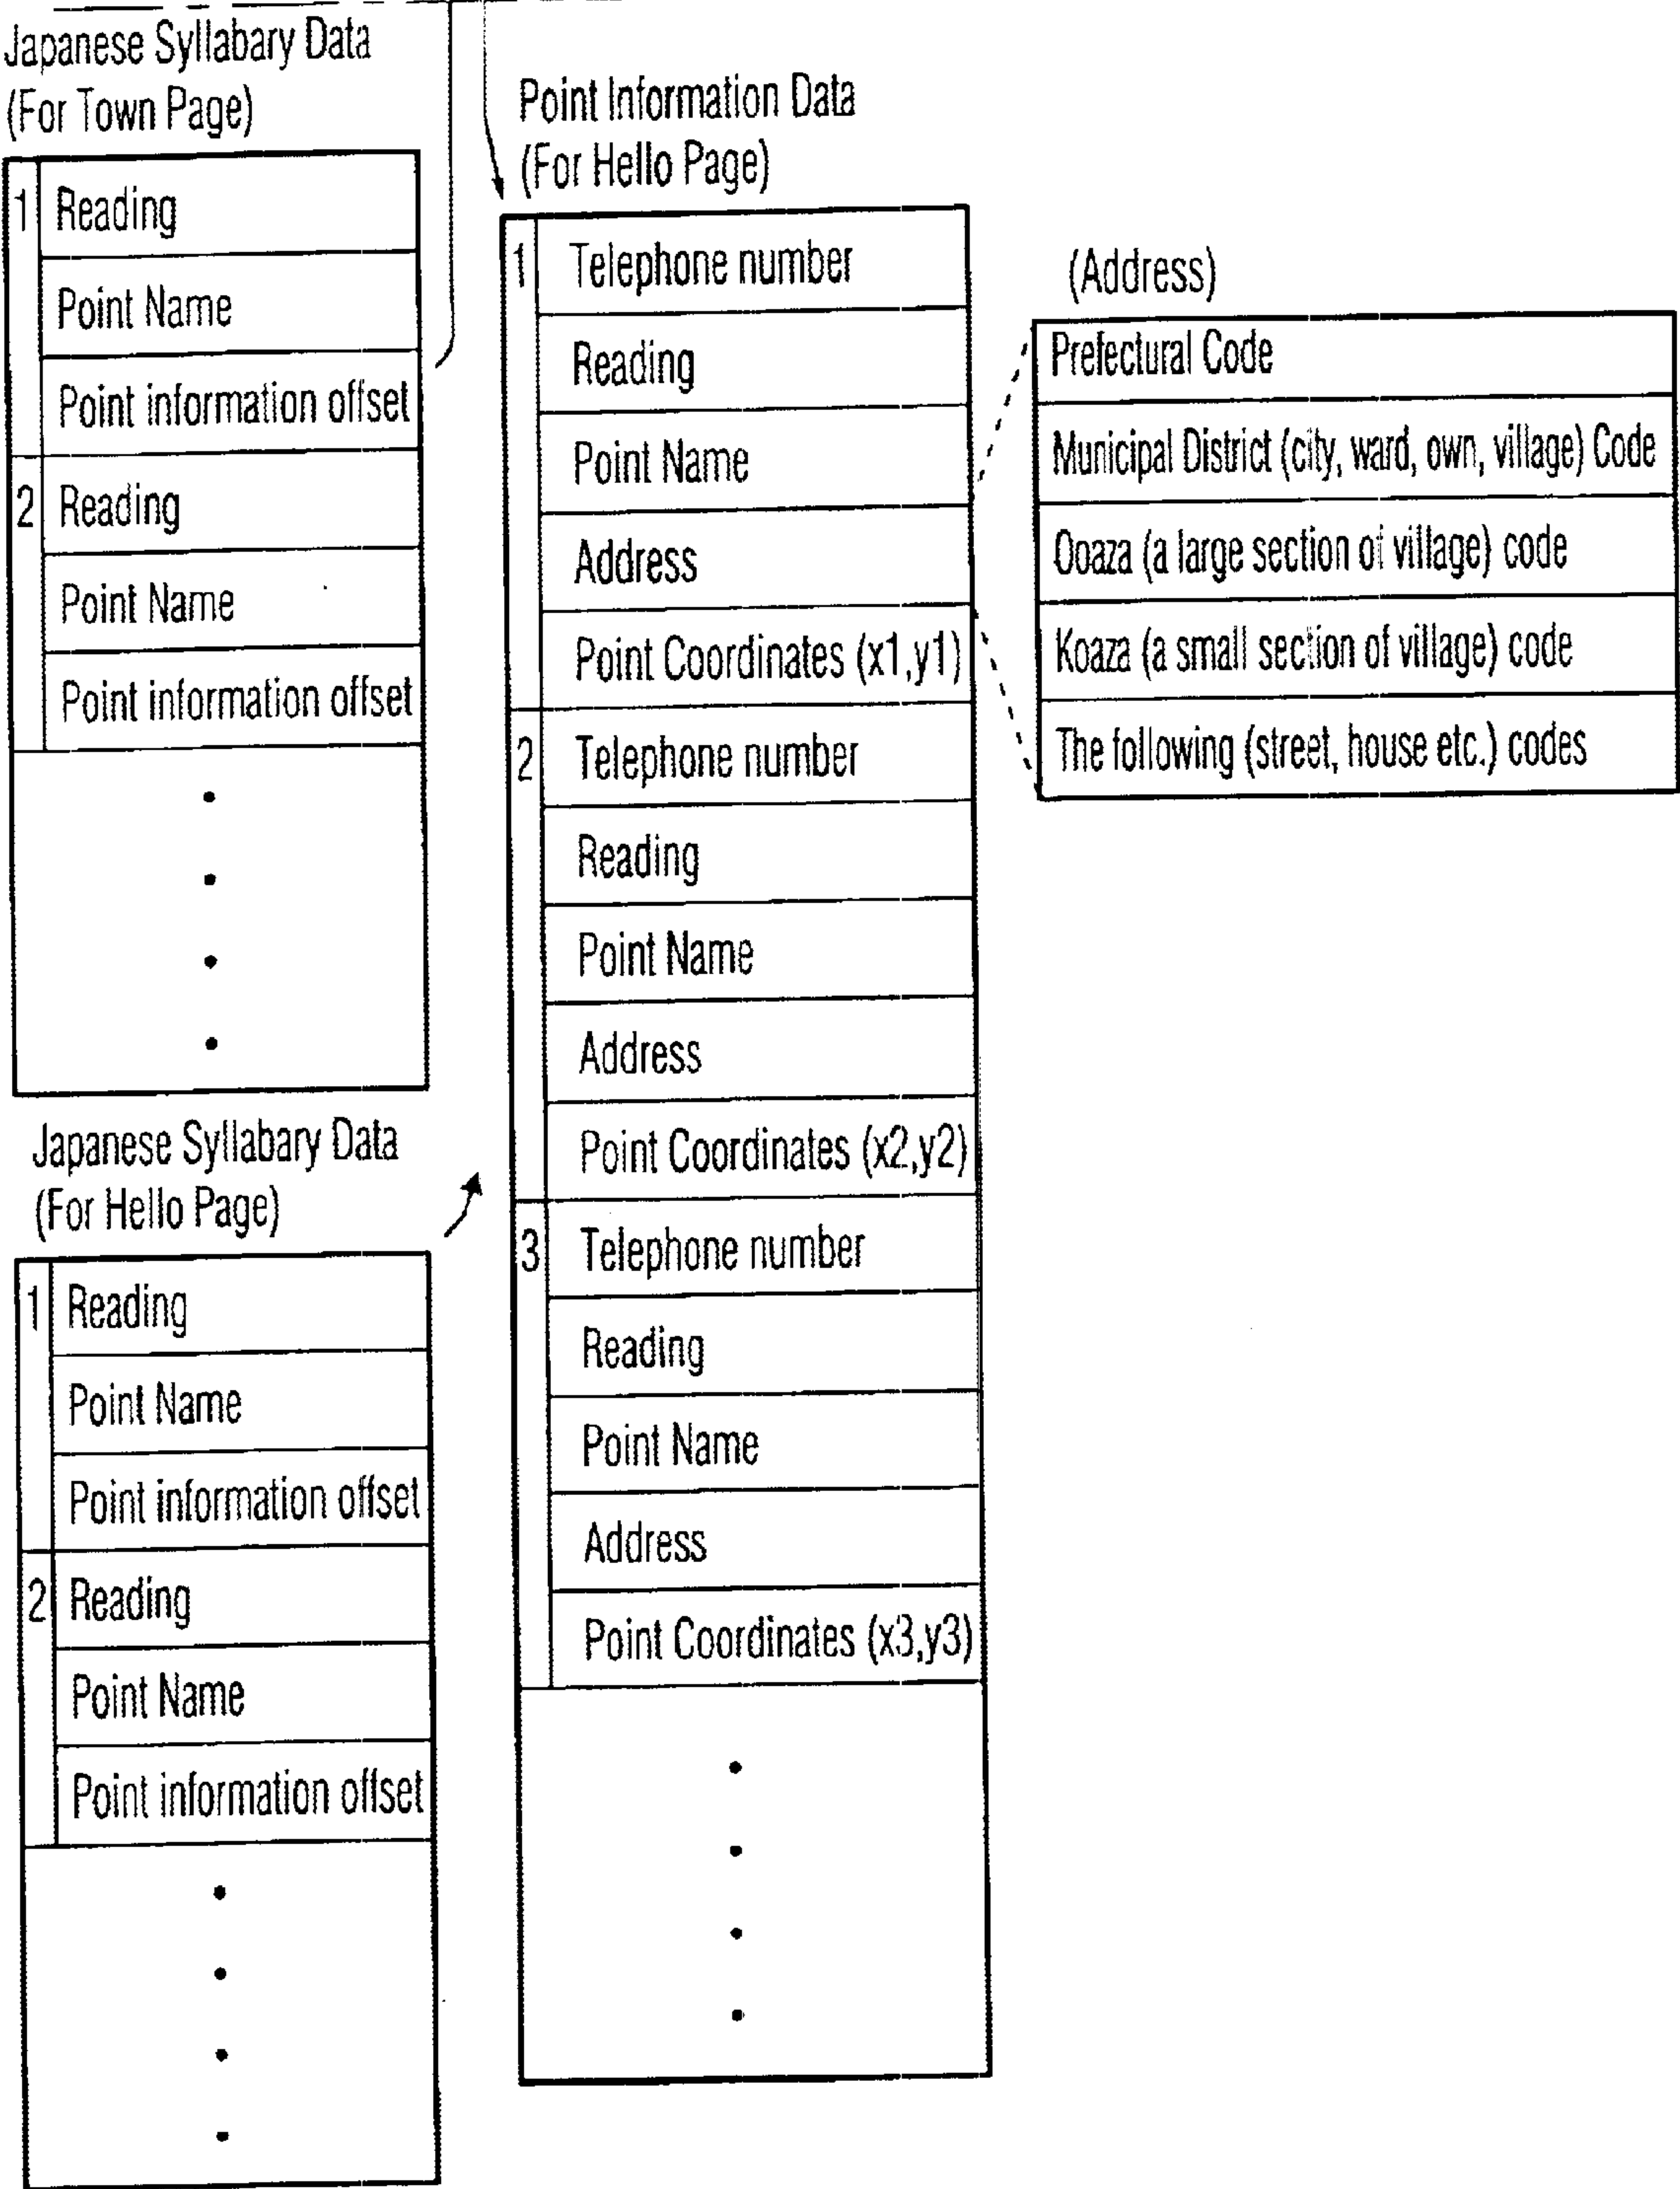 Japanese Syllabary Data
(For Town Page)
1 Reading
Point Name
Point information offset
2 Reading
Point Name
Point information offset
Japanese Syllabary Data
(For Hello Page)
1 Reading
Point Name
Point information offset
2 Reading
Point Name
Point information offset
Point Information Data
(For Hello Page)
1 Telephone number
Reading
Point Name
Address
Point Coordinates (x1,y1)
2 Telephone number
Reading
Point Name
Address
Point Coordinates (x2,y2)
3 Telephone number
Reading
Point Name
Address
Point Coordinates (x3,y3)
(Address)
Prefectural Code
Municipal District (city, ward, own, village) Code
Ooaza (a large section of village) code
Koaza (a small section of village) code
The following (street, house etc.) codes